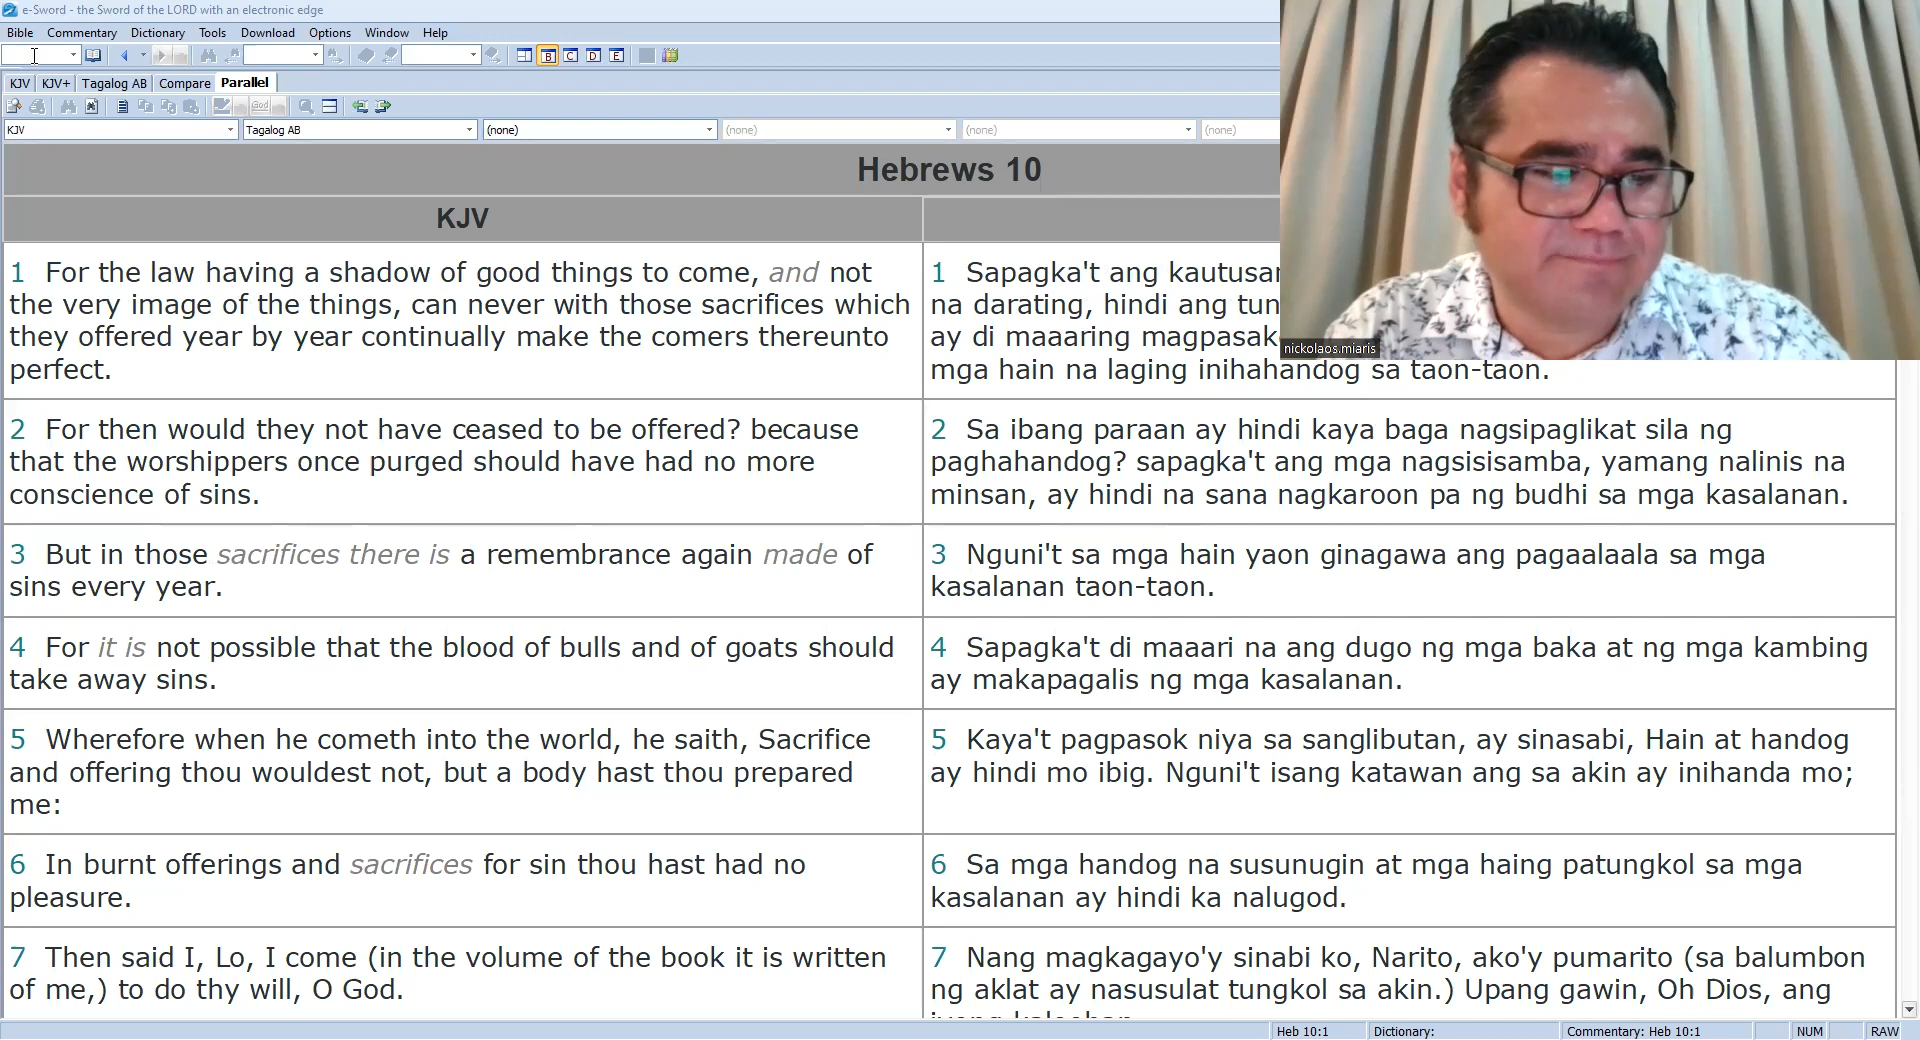 e-Sword - the Sword of the LORD with an electronic edge
Bible Commentary Dictionary Tools Download Options Window Help
B C D E
KJV KJV+ Tagalog AB Compare Parallel
God
KJV Tagalog AB (none) (none) (none) (none)
Hebrews 10
KJV
1 For the law having a shadow of good things to come, and not
the very image of the things, can never with those sacrifices which
they offered year by year continually make the comers thereunto
perfect.
1 Sapagka't ang
na darating, hindi ang
ay di maaaring
mga hain na laging inihahandog sa taon-taon.
nickolaos.miaris
2 For then would they not have ceased to be offered? because
that the worshippers once purged should have had no more
conscience of sins.
2 Sa ibang paraan ay hindi kaya baga nagsipaglikat sila ng
paghahandog? sapagka't ang mga nagsisisamba, yamang nalinis na
minsan, ay hindi na sana nagkaroon pa ng budhi sa mga kasalanan.
3 But in those sacrifices there is a remembrance again made of
sins every year.
3 Nguni't sa mga hain yaon ginagawa ang pagaalaala sa mga
kasalanan taon-taon.
4 For it is not possible that the blood of bulls and of goats should
take away sins.
4 Sapagka't di maaari na ang dugo ng mga baka at ng mga kambing
ay makapagalis ng mga kasalanan.
5 Wherefore when he cometh into the world, he saith, Sacrifice
and offering thou wouldest not, but a body hast thou prepared
me:
5 Kaya't pagpasok niya sa sanglibutan, ay sinasabi, Hain at handog
ay hindi mo ibig. Nguni't isang katawan ang sa akin ay inihanda mo;
6 In burnt offerings and sacrifices for sin thou hast had no
pleasure.
6 Sa mga handog na susunugin at mga haing patungkol sa mga
kasalanan ay hindi ka nalugod.
7 Then said I, Lo, I come (in the volume of the book it is written
of me,) to do thy will, O God.
7 Nang magkagayo'y sinabi ko, Narito, ako'y pumarito (sa balumbon
ng aklat ay nasusulat tungkol sa akin.) Upang gawin, Oh Dios, ang
Heb 10:1 Dictionary: Commentary: Heb 10:1 NUM RAW